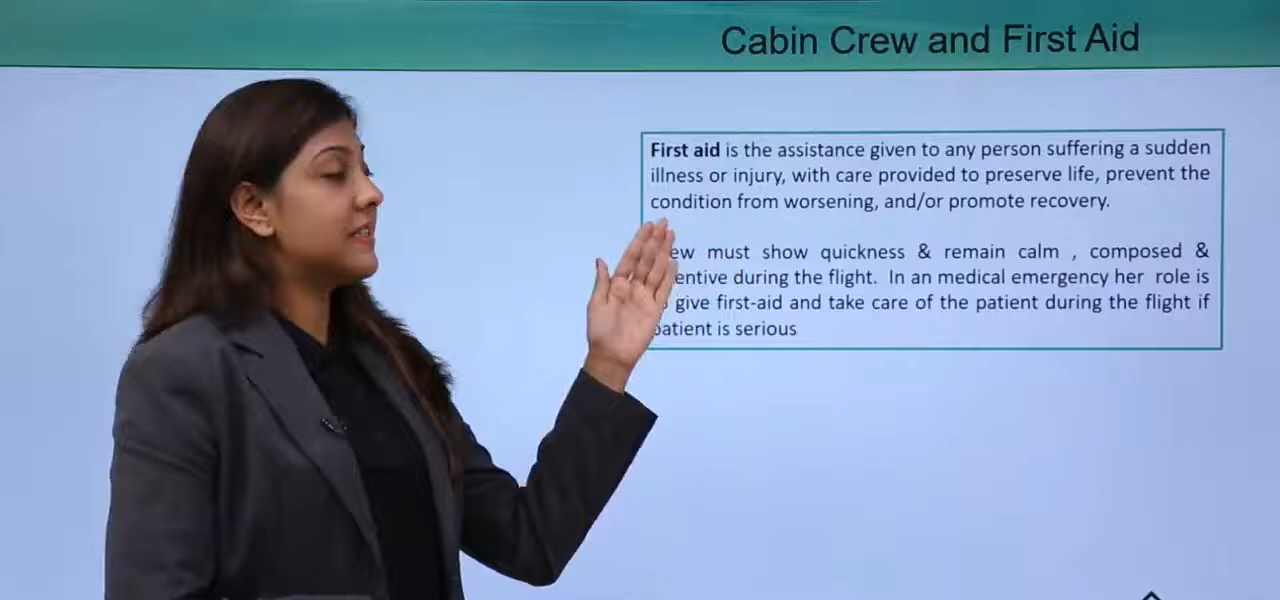 Cabin Crew and First Aid
First aid is the assistance given to any person suffering a sudden
illness or injury, with care provided to preserve life, prevent the
condition from worsening, and/or promote recovery.
must show quickness & remain calm , composed &
during the flight. In an medical emergency her role is
give first-aid and take care of the patient during the flight if
patient is serious